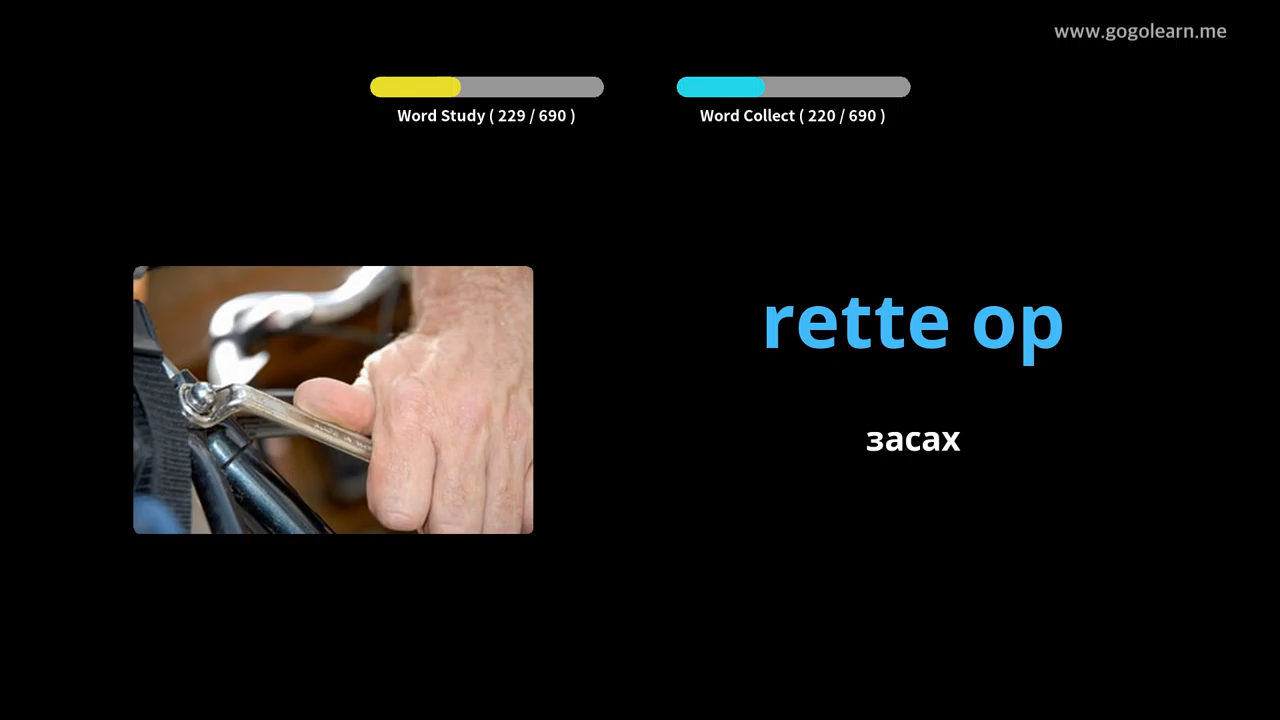 www.gogolearn.me
Word Study ( 229 / 690 )
Word Collect ( 220 / 690 )
rette op
засах